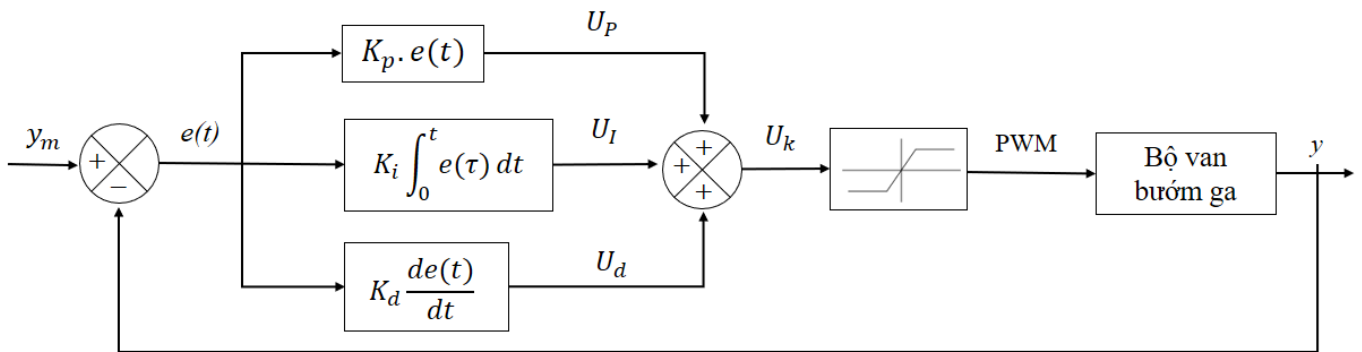 U_P
K_p. e(t)
y_m
e(t)
+
−
K_i ∫_0^t e(τ) dt
U_I
+
+
+
U_k
PWM
Bộ van
bướm ga
y
K_d de(t)/dt
U_d